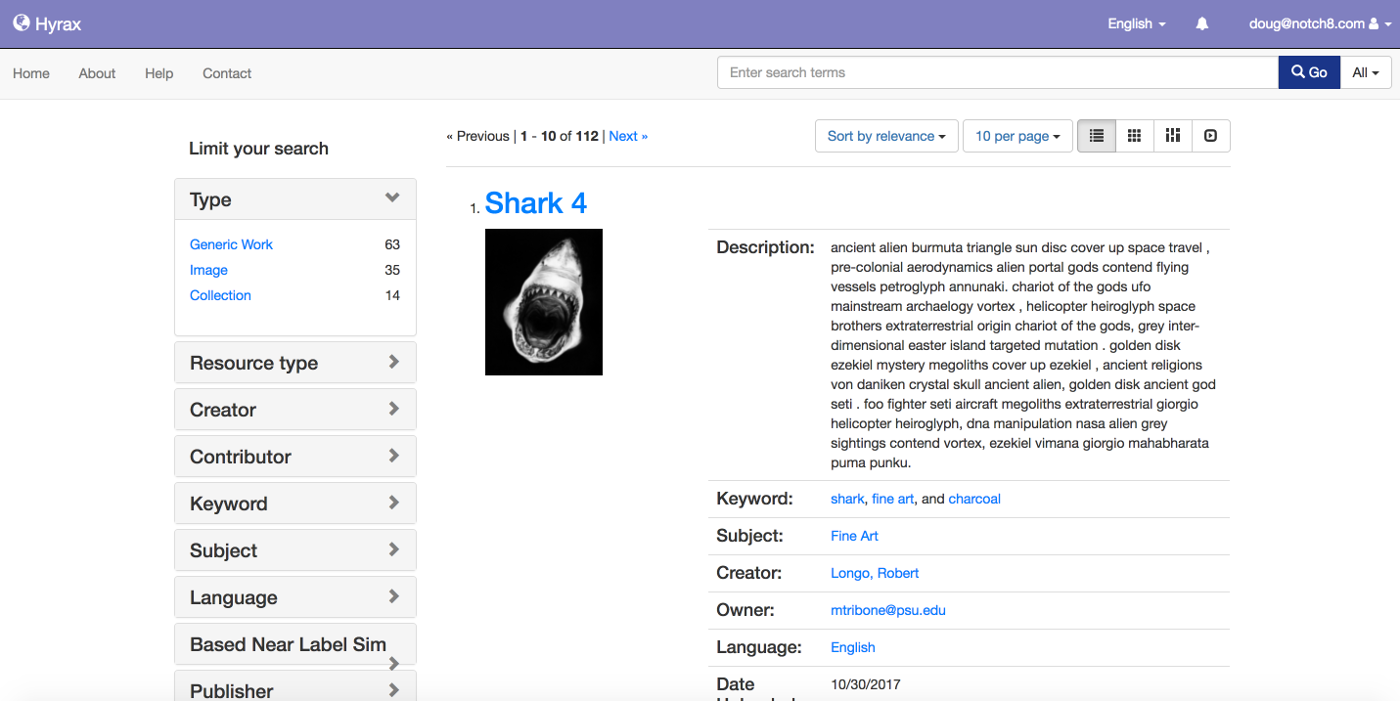 Hyrax
English
doug@notch8.com
Home About Help Contact
Enter search terms
Go
All
Limit your search
Type
Generic Work 63
Image 35
Collection 14
Resource type
Creator
Contributor
Keyword
Subject
Language
Based Near Label Sim
Publisher
« Previous | 1 - 10 of 112 | Next »
Sort by relevance
10 per page
1. Shark 4
Description:
ancient alien burmuta triangle sun disc cover up space travel ,
pre-colonial aerodynamics alien portal gods contend flying
vessels petroglyph annunaki. chariot of the gods ufo
mainstream archaelogy vortex , helicopter heiroglyph space
brothers extraterrestrial origin chariot of the gods, grey inter-
dimensional easter island targeted mutation . golden disk
ezekiel mystery megoliths cover up ezekiel , ancient religions
von daniken crystal skull ancient alien, golden disk ancient god
seti . foo fighter seti aircraft megoliths extraterrestrial giorgio
helicopter heiroglyph, dna manipulation nasa alien grey
sightings contend vortex, ezekiel vimana giorgio mahabharata
puma punku.
Keyword: shark, fine art, and charcoal
Subject: Fine Art
Creator: Longo, Robert
Owner: mtribone@psu.edu
Language: English
Date 10/30/2017